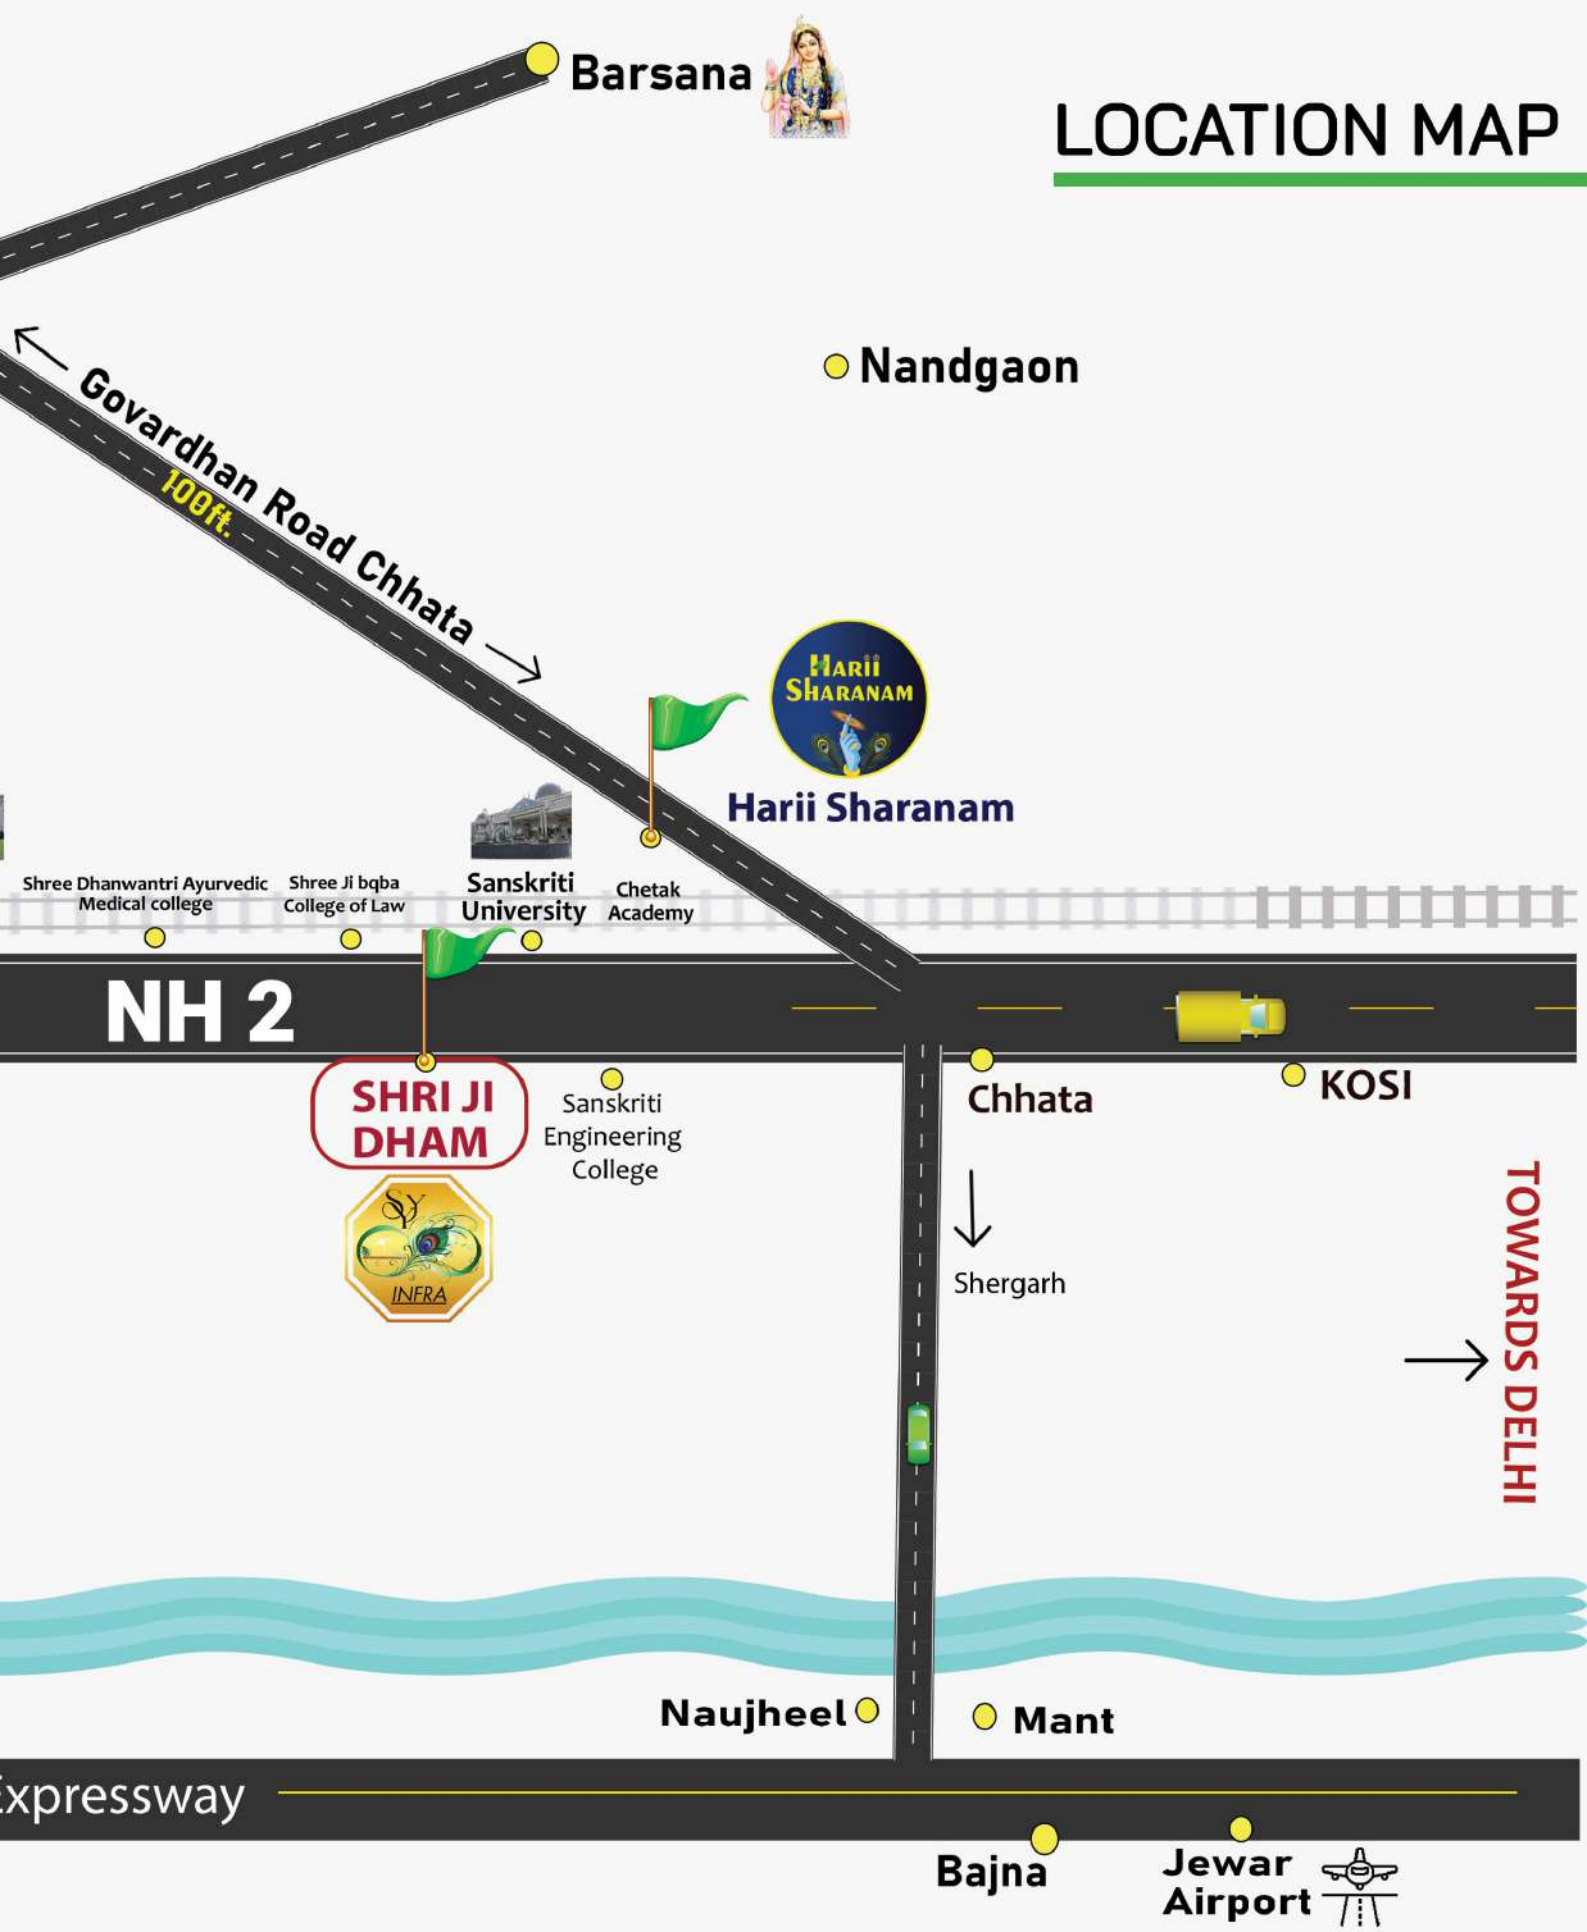 Barsana
LOCATION MAP
Nandgaon
Govardhan Road Chhata
100ft.
HARII
SHARANAM
Harii Sharanam
Shree Dhanwantri Ayurvedic
Medical college
Shree Ji bqba
College of Law
Sanskriti
University
Chetak
Academy
NH 2
SHRI JI
DHAM
Sanskriti
Engineering
College
Chhata
KOSI
SYP
INFRA
Shergarh
TOWARDS DELHI
Naujheel
Mant
Expressway
Bajna
Jewar
Airport